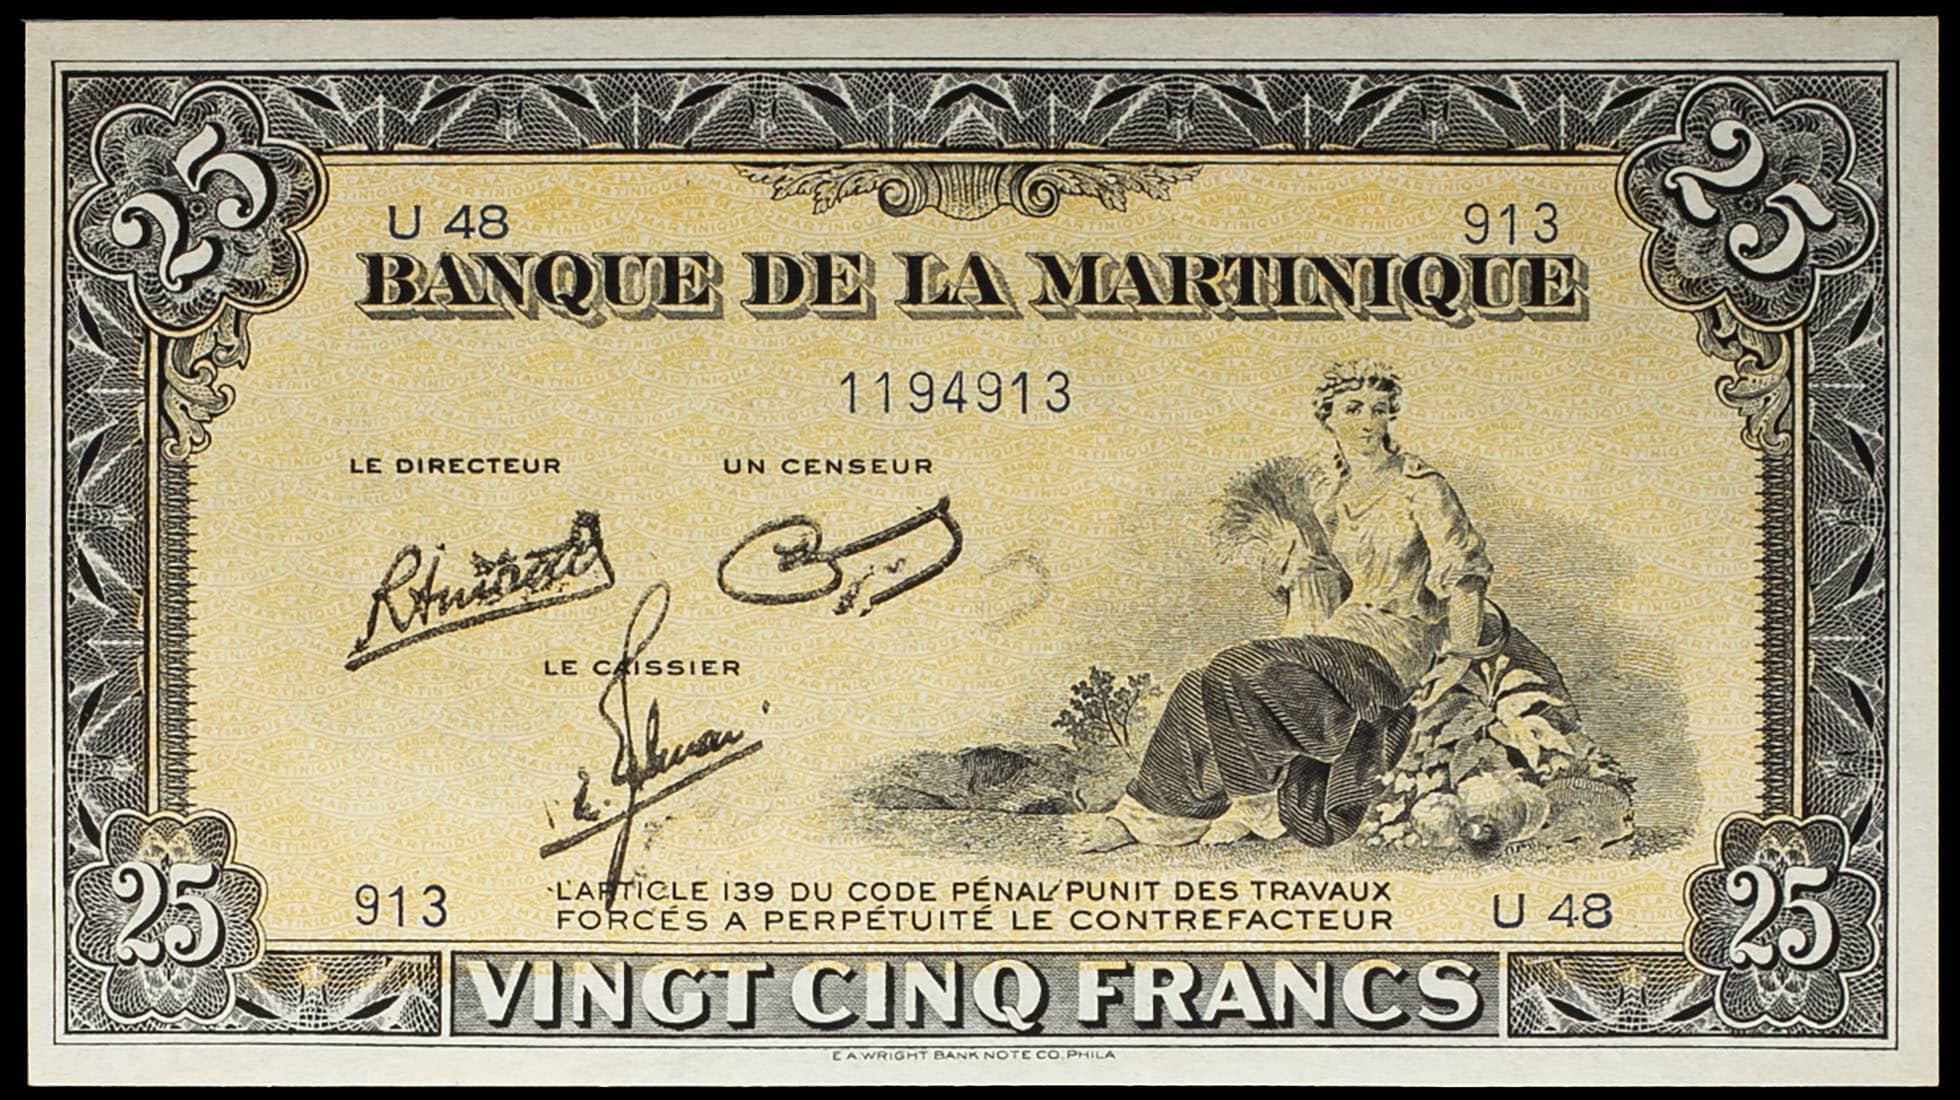 25
25
U 48
913
BANQUE DE LA MARTINIQUE
1194913
LE DIRECTEUR
UN CENSEUR
LE CAISSIER
913
L'ARTICLE 139 DU CODE PÉNAL PUNIT DES TRAVAUX
FORCÉS A PERPÉTUITÉ LE CONTREFACTEUR
U 48
25
25
VINGT CINQ FRANCS
E.A. WRIGHT BANK NOTE CO. PHILA